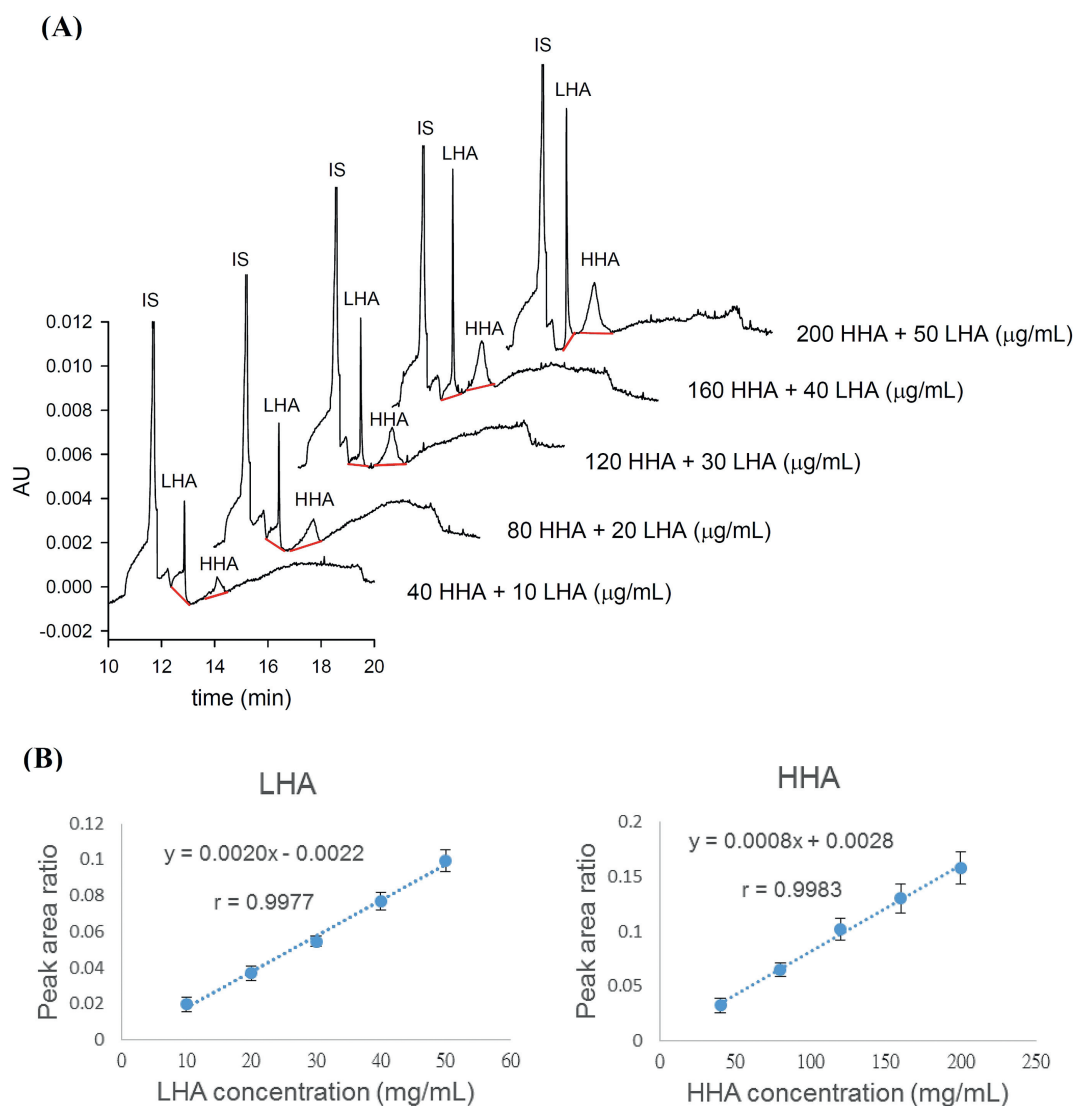 (A)
IS
LHA
HHA
200 HHA + 50 LHA (µg/mL)
IS
LHA
HHA
160 HHA + 40 LHA (µg/mL)
IS
LHA
HHA
120 HHA + 30 LHA (µg/mL)
IS
LHA
HHA
80 HHA + 20 LHA (µg/mL)
IS
LHA
HHA
40 HHA + 10 LHA (µg/mL)
AU
0.012
0.010
0.008
0.006
0.004
0.002
0.000
-0.002
10 12 14 16 18 20
time (min)
(B)
LHA
y = 0.0020x - 0.0022
r = 0.9977
Peak area ratio
0.12
0.1
0.08
0.06
0.04
0.02
0
0 10 20 30 40 50 60
LHA concentration (mg/mL)
HHA
y = 0.0008x + 0.0028
r = 0.9983
Peak area ratio
0.2
0.15
0.1
0.05
0
0 50 100 150 200 250
HHA concentration (mg/mL)